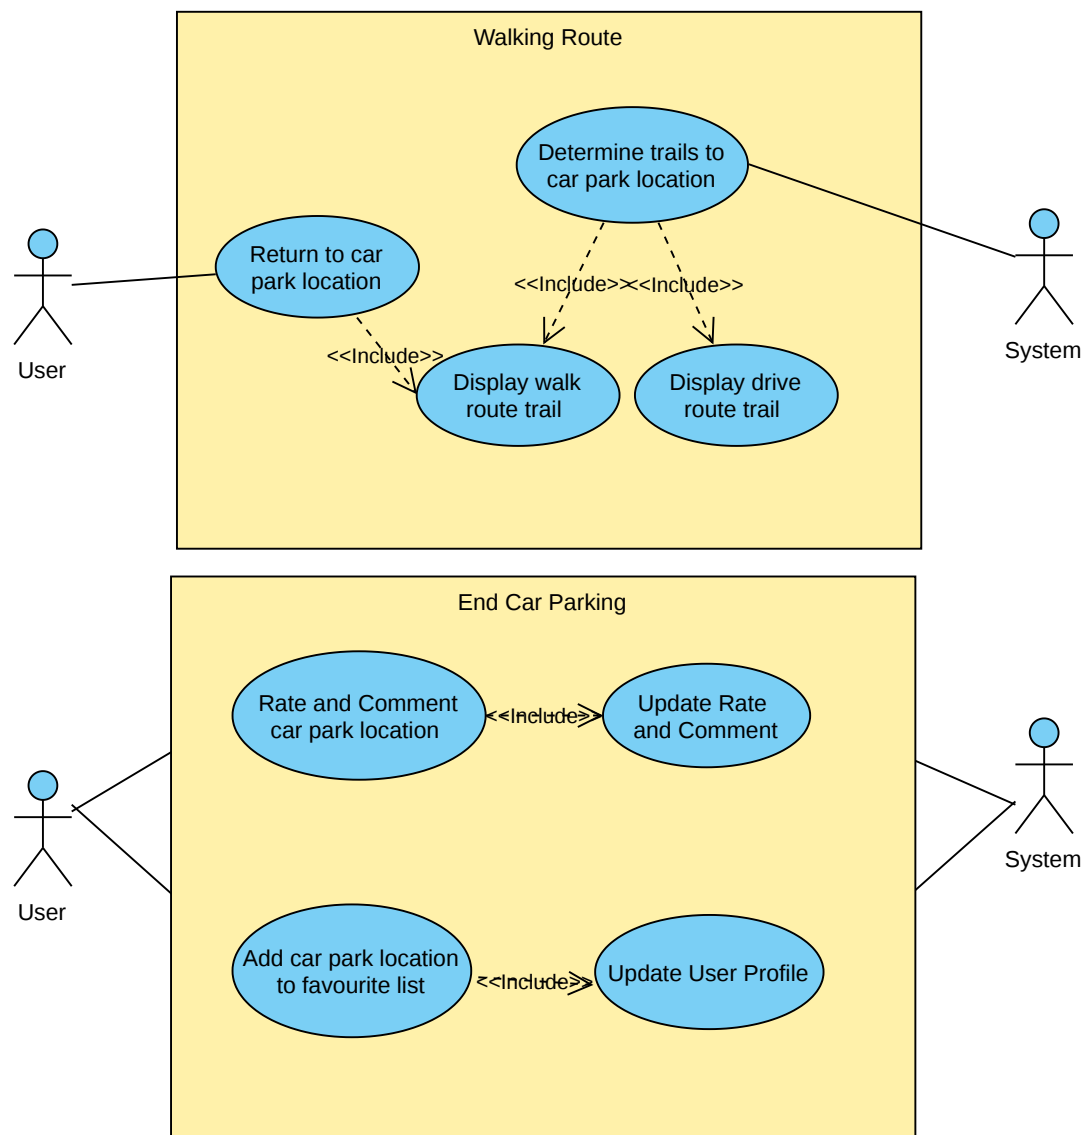 Walking Route
Determine trails to
car park location
Return to car
park location
<<Include>>
<<Include>>
<<Include>>
User
System
Display walk
route trail
Display drive
route trail
End Car Parking
Rate and Comment
car park location
<<Include>>
Update Rate
and Comment
User
System
Add car park location
to favourite list
<<Include>>
Update User Profile